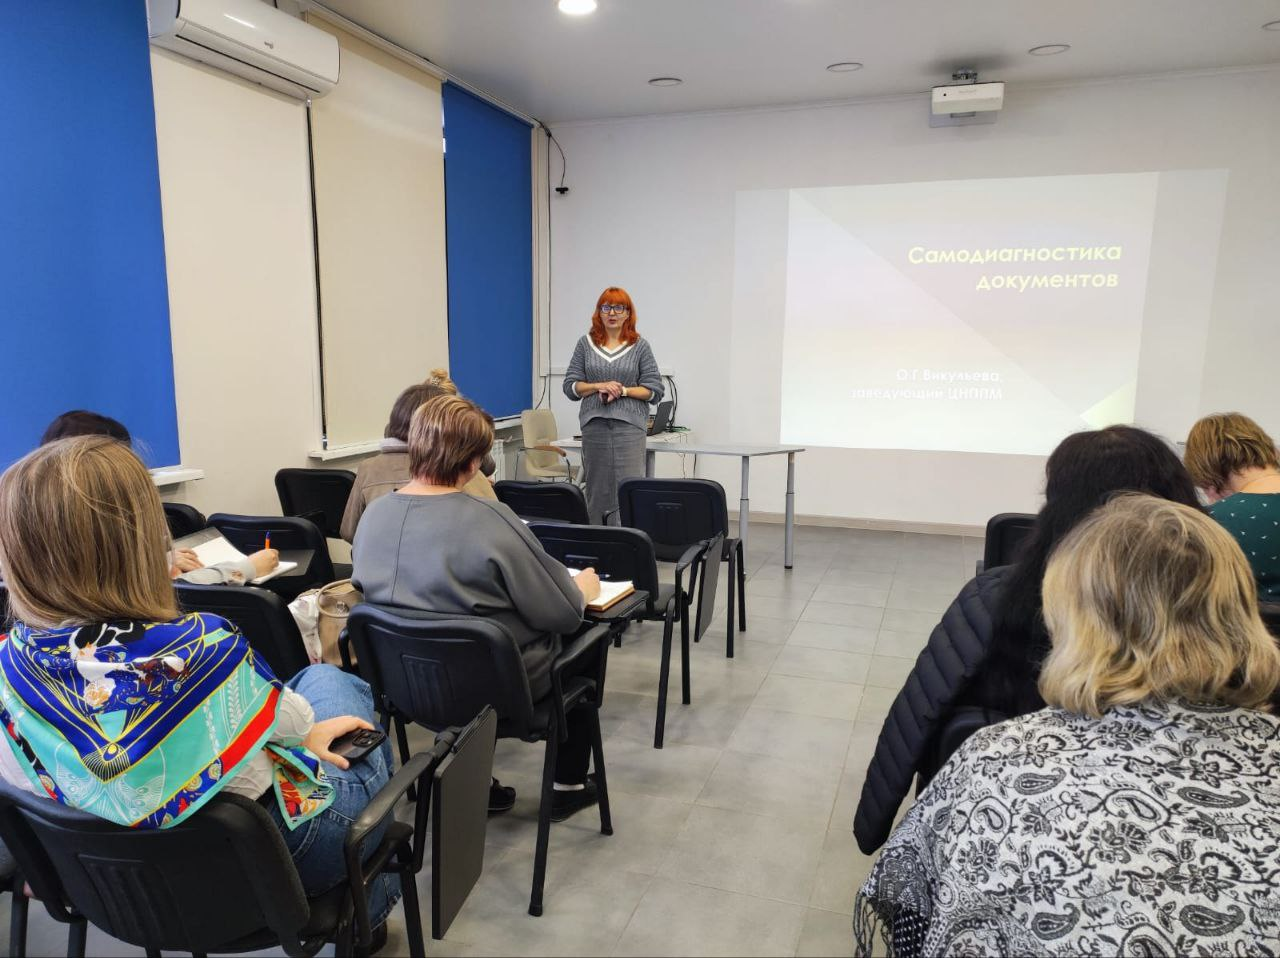 Самодиагностика
документов
О.Г.Викульева,
заведующий ЦНППМ